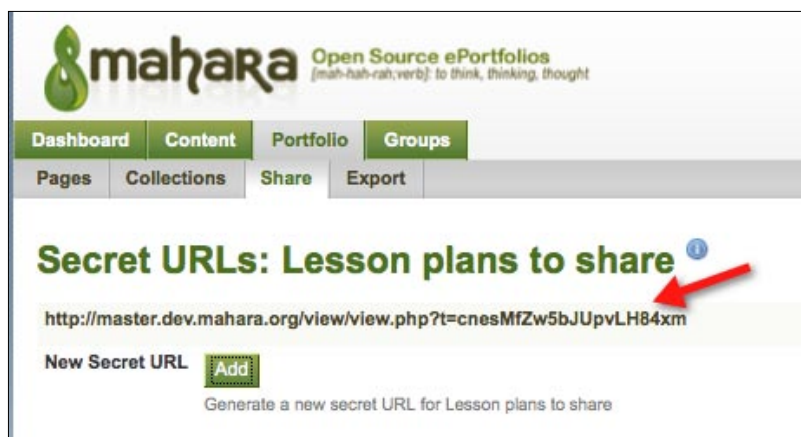 mahara Open Source ePortfolios
[mah-hah-rah;verb]: to think, thinking, thought
Dashboard Content Portfolio Groups
Pages Collections Share Export
Secret URLs: Lesson plans to share
http://master.dev.mahara.org/view/view.php?t=cnesMfZw5bJUpvLH84xm
New Secret URL Add
Generate a new secret URL for Lesson plans to share